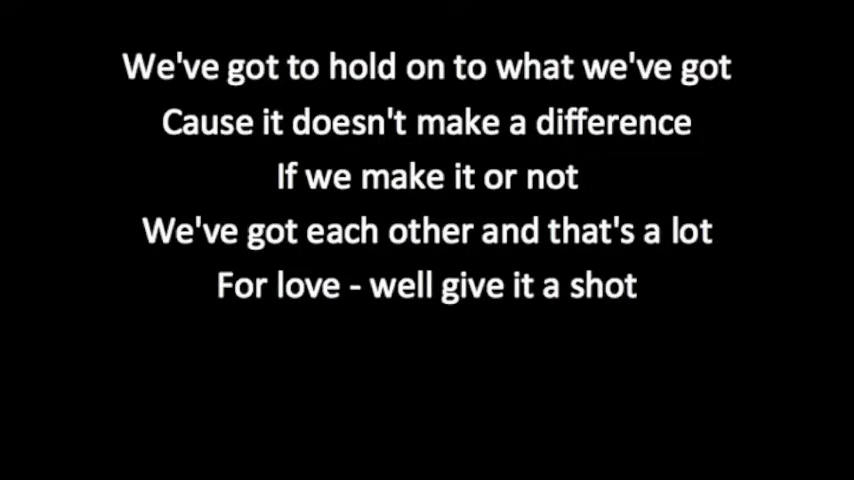 We've got to hold on to what we've got
Cause it doesn't make a difference
If we make it or not
We've got each other and that's a lot
For love - well give it a shot